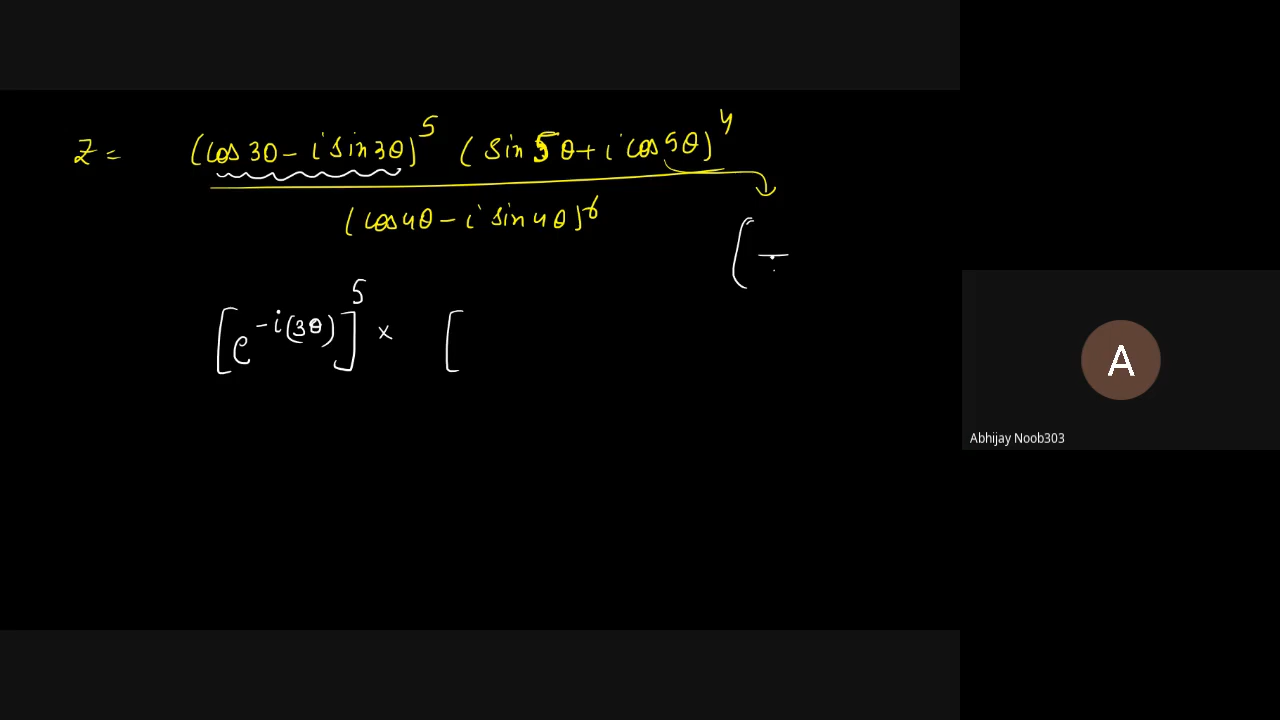 Z = (cos 3θ - i sin 3θ)^5 (sin 5θ + i cos 5θ)^4
(cos 4θ - i sin 4θ)^6
(
[e^-i(3θ)]^5 × [
A
Abhijay Noob303